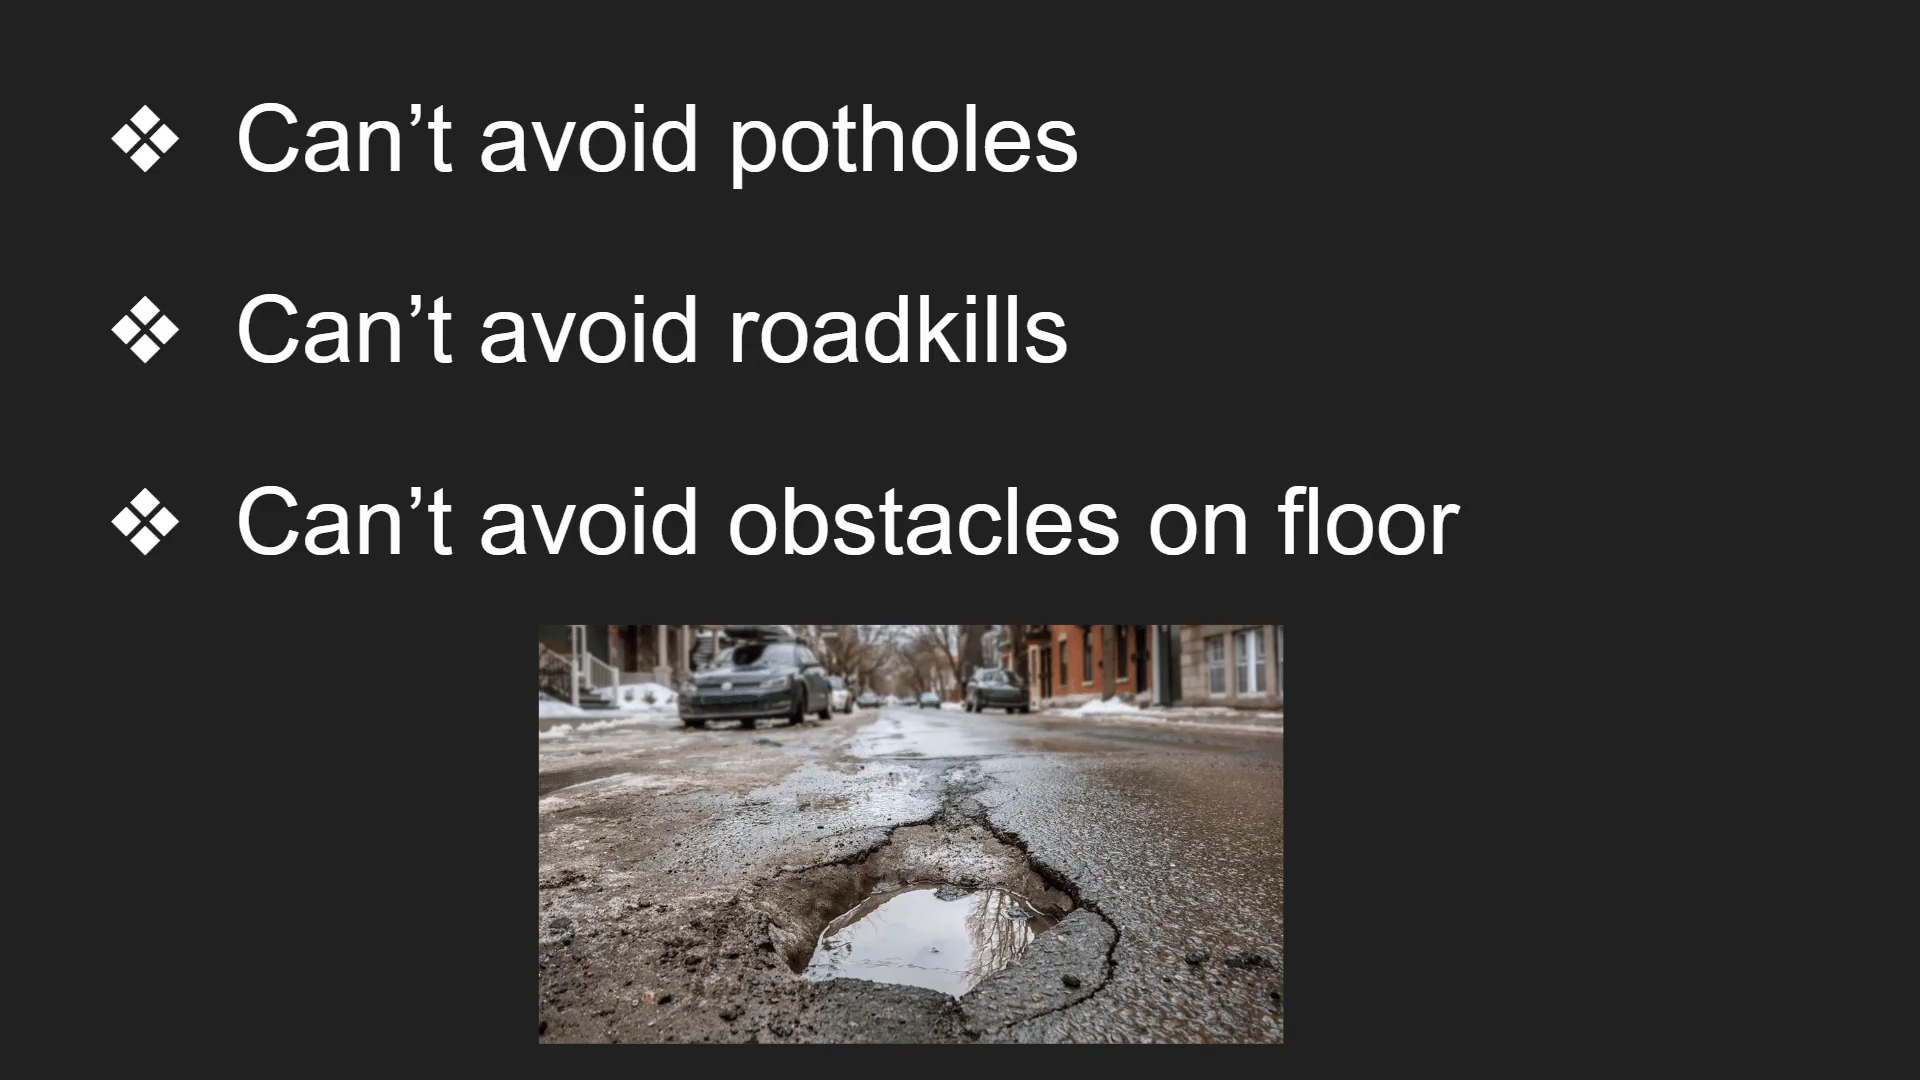 ❖ Can’t avoid potholes
❖ Can’t avoid roadkills
❖ Can’t avoid obstacles on floor